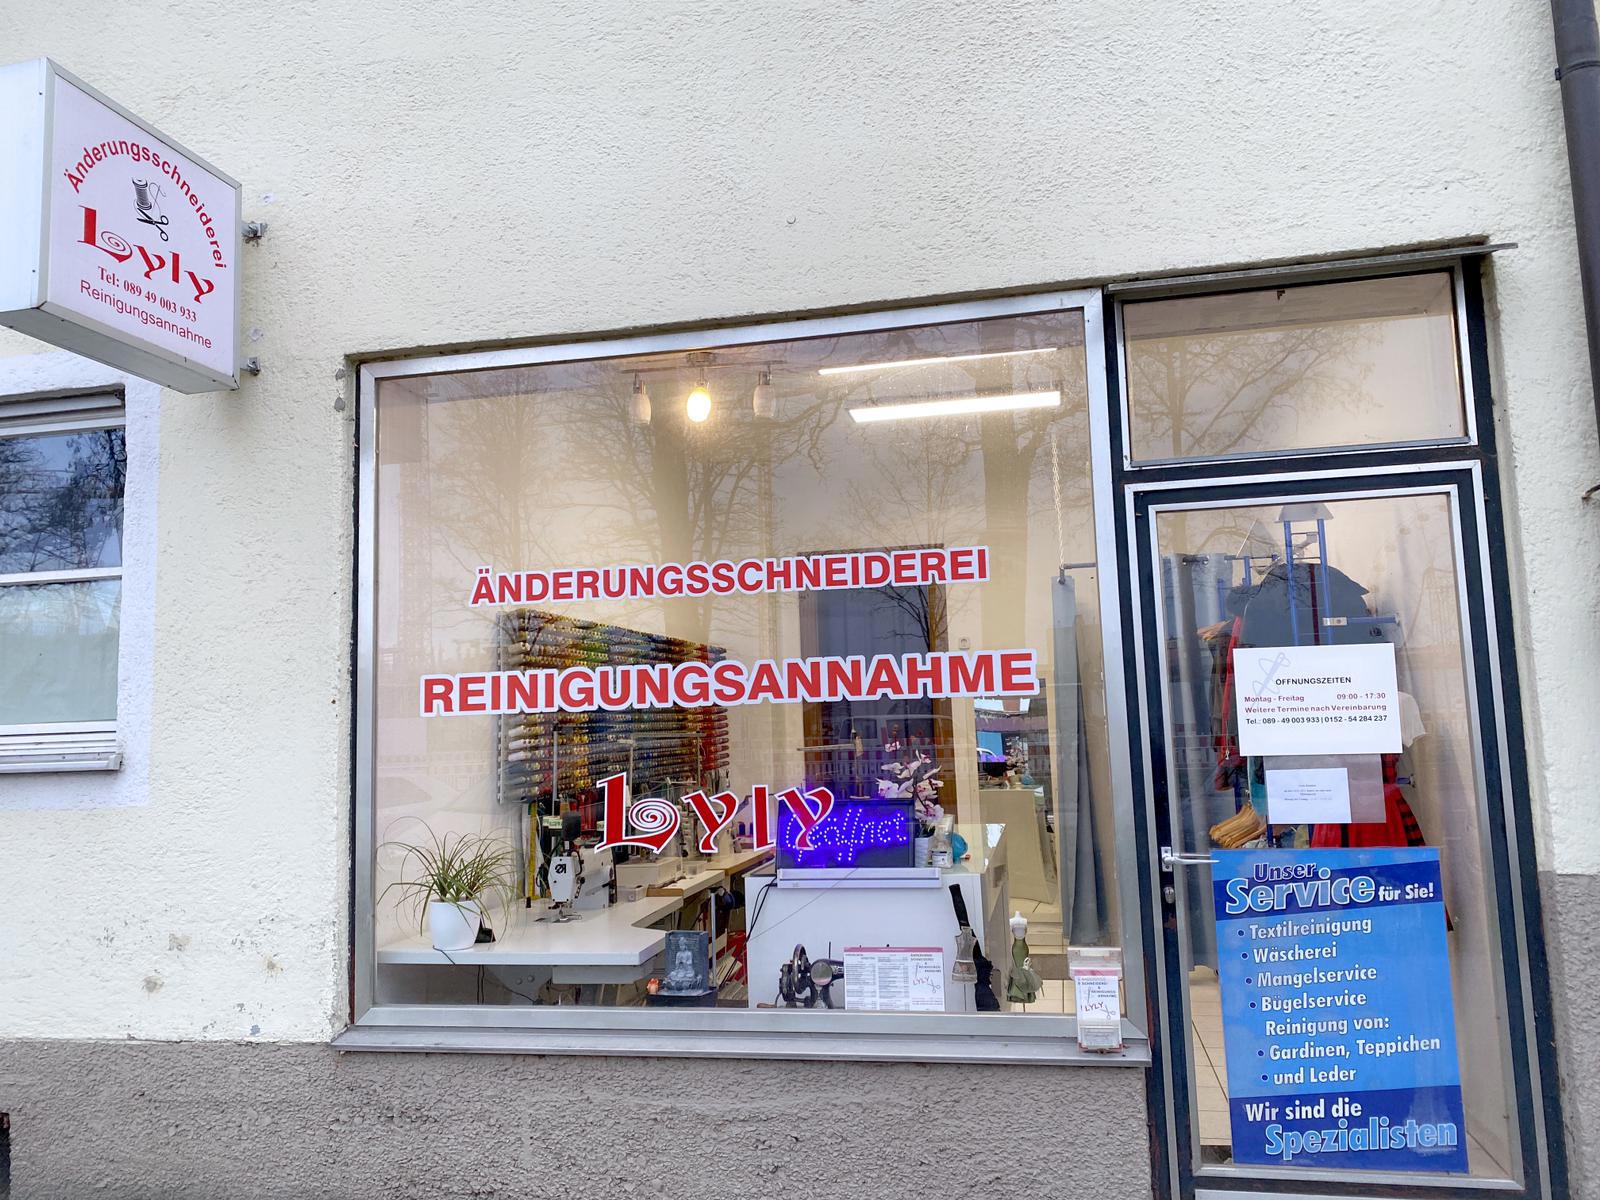 Änderungsschneiderei
Lyly
Tel: 089 49 003 933
Reinigungsannahme
ÄNDERUNGSSCHNEIDEREI
REINIGUNGSANNAHME
Lyly
Geöffnet
ÖFFNUNGSZEITEN
Montag - Freitag 09:00 - 17:30
Weitere Termine nach Vereinbarung
Tel.: 089 - 49 003 933 | 0152 - 54 284 237
Unser
Service für Sie!
• Textilreinigung
• Wäscherei
• Mangelservice
• Bügelservice
Reinigung von:
• Gardinen, Teppichen
• und Leder
Wir sind die
Spezialisten
LYLY
LYLY